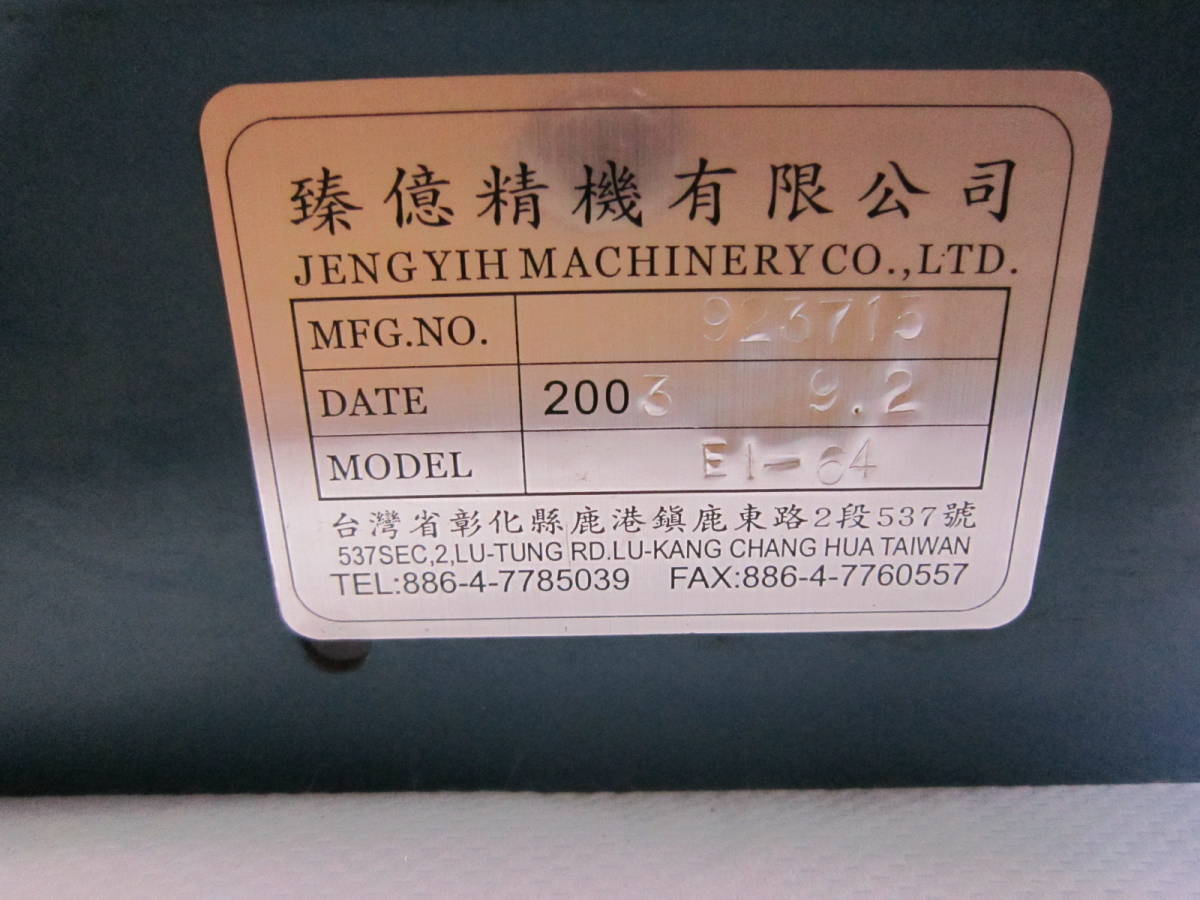 臻億精機有限公司
JENG YIH MACHINERY CO.,LTD.
MFG.NO. 923715
DATE 2003 9.2
MODEL E1-64
台灣省彰化縣鹿港鎮鹿東路2段537號
537SEC,2,LU-TUNG RD.LU-KANG CHANG HUA TAIWAN
TEL:886-4-7785039 FAX:886-4-7760557